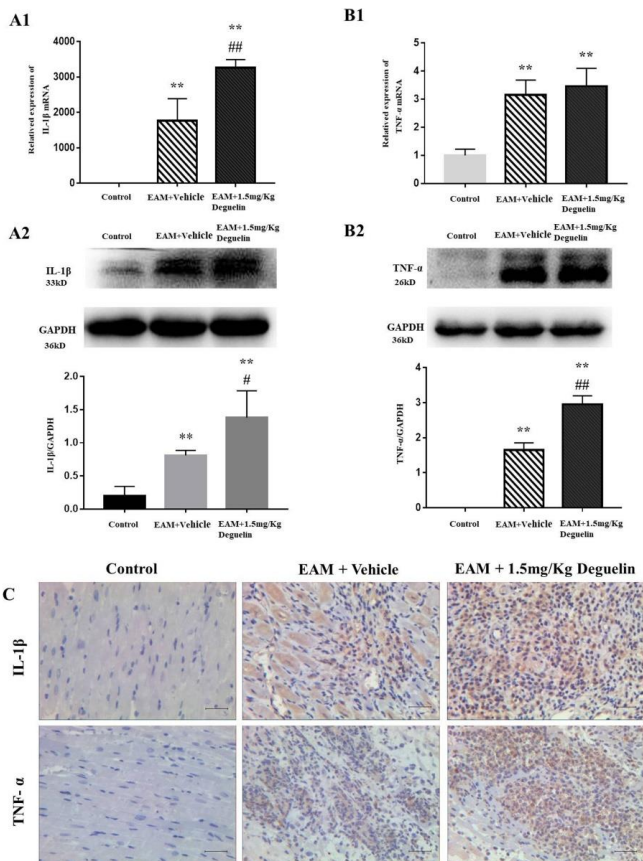 A1
Relatived expression of
IL-1β mRNA
4000
3000
2000
1000
0
**
**
##
Control
EAM+Vehicle
EAM+1.5mg/Kg
Deguelin
B1
Relatived expression of
TNF-α mRNA
5
4
3
2
1
0
**
**
Control
EAM+Vehicle
EAM+1.5mg/Kg
Deguelin
A2
Control
EAM+Vehicle
EAM+1.5mg/Kg
Deguelin
IL-1β
33kD
GAPDH
36kD
IL-1β/GAPDH
2.0
1.5
1.0
0.5
0.0
**
**
#
Control
EAM+Vehicle
EAM+1.5mg/Kg
Deguelin
B2
Control
EAM+Vehicle
EAM+1.5mg/Kg
Deguelin
TNF-α
26kD
GAPDH
36kD
TNF-α/GAPDH
4
3
2
1
0
**
**
##
Control
EAM+Vehicle
EAM+1.5mg/Kg
Deguelin
C
Control
EAM + Vehicle
EAM + 1.5mg/Kg Deguelin
IL-1β
TNF- α